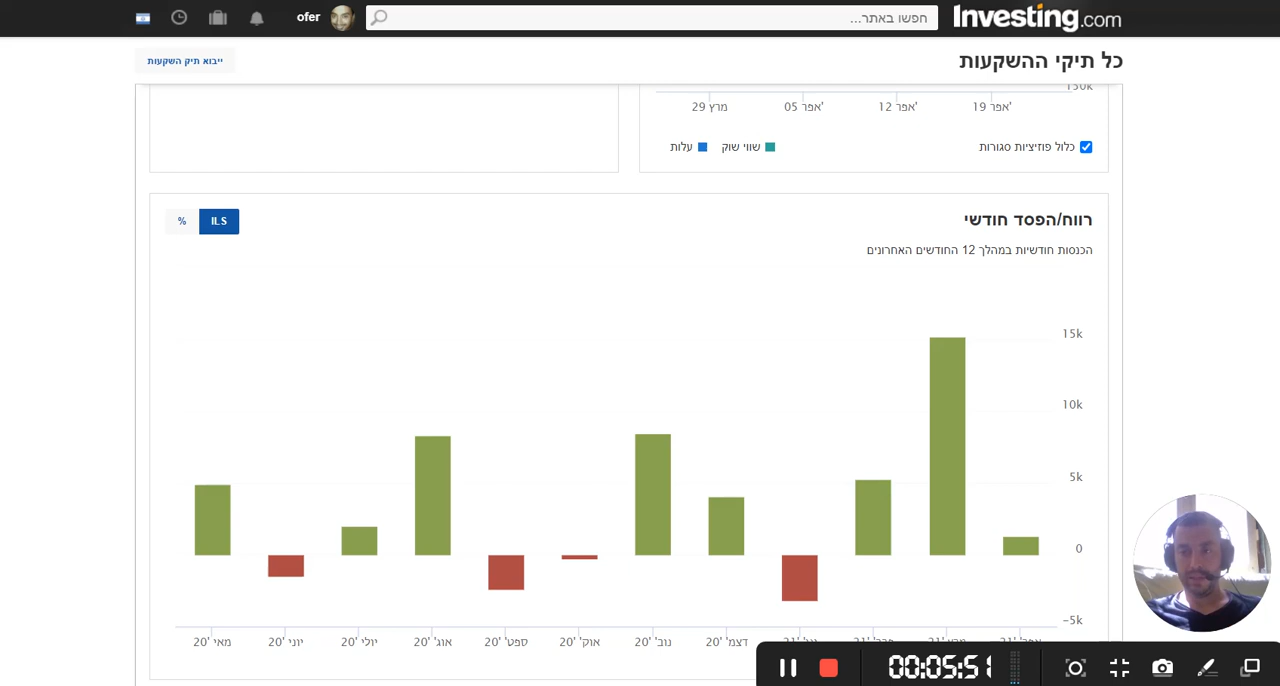 ofer
חפשו באתר...
Investing.com
כל תיקי ההשקעות
ייבוא תיק השקעות
150k
מרץ 29
אפר 05'
אפר 12'
אפר 19'
עלות
שווי שוק
כלול פוזיציות סגורות
רווח/הפסד חודשי
% ILS
הכנסות חודשיות במהלך 12 החודשים האחרונים
15k
10k
5k
0
-5k
מאי '20
יוני '20
יולי '20
אוג' '20
ספט' '20
אוק' '20
נוב' '20
דצמ' '20
00:05:51